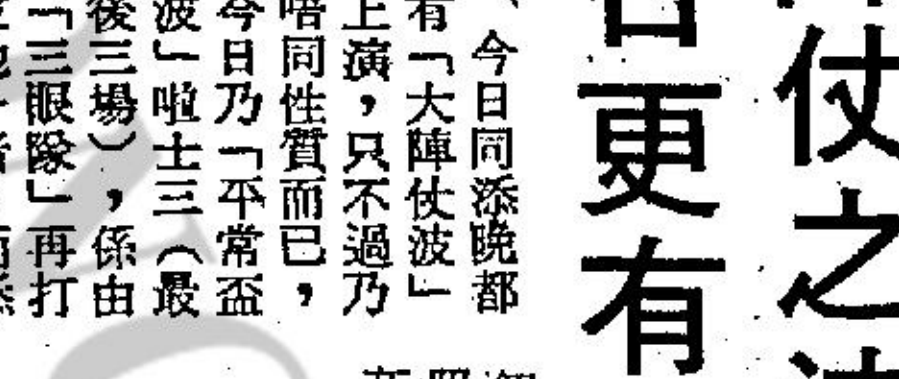 仗之
更有
、今日同添晚都
有「大陣仗波」
上演，只不過乃
唔同性質而已，
今日乃「平常盃
波」啦士三（最
後三場），係由
「三眼隊」再打